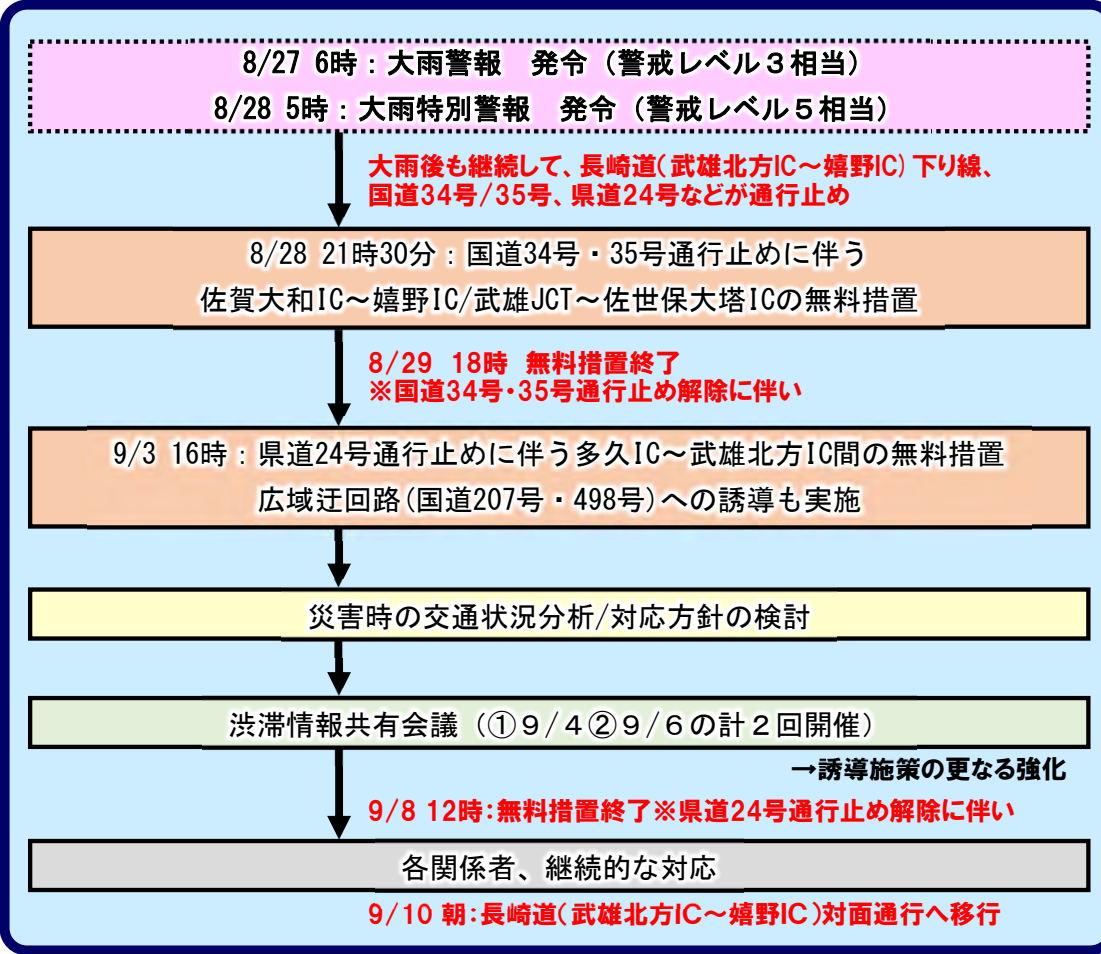 8/27 6時：大雨警報　発令（警戒レベル３相当）
8/28 5時：大雨特別警報　発令（警戒レベル５相当）
大雨後も継続して、長崎道(武雄北方IC～嬉野IC)下り線、
国道34号/35号、県道24号などが通行止め
8/28 21時30分：国道34号・35号通行止めに伴う
佐賀大和IC～嬉野IC/武雄JCT～佐世保大塔ICの無料措置
8/29 18時 無料措置終了
※国道34号・35号通行止め解除に伴い
9/3 16時：県道24号通行止めに伴う多久IC～武雄北方IC間の無料措置
広域迂回路(国道207号・498号)への誘導も実施
災害時の交通状況分析/対応方針の検討
渋滞情報共有会議（①９/４②９/６の計２回開催）
→誘導施策の更なる強化
9/8 12時：無料措置終了※県道24号通行止め解除に伴い
各関係者、継続的な対応
9/10 朝：長崎道(武雄北方IC～嬉野IC)対面通行へ移行